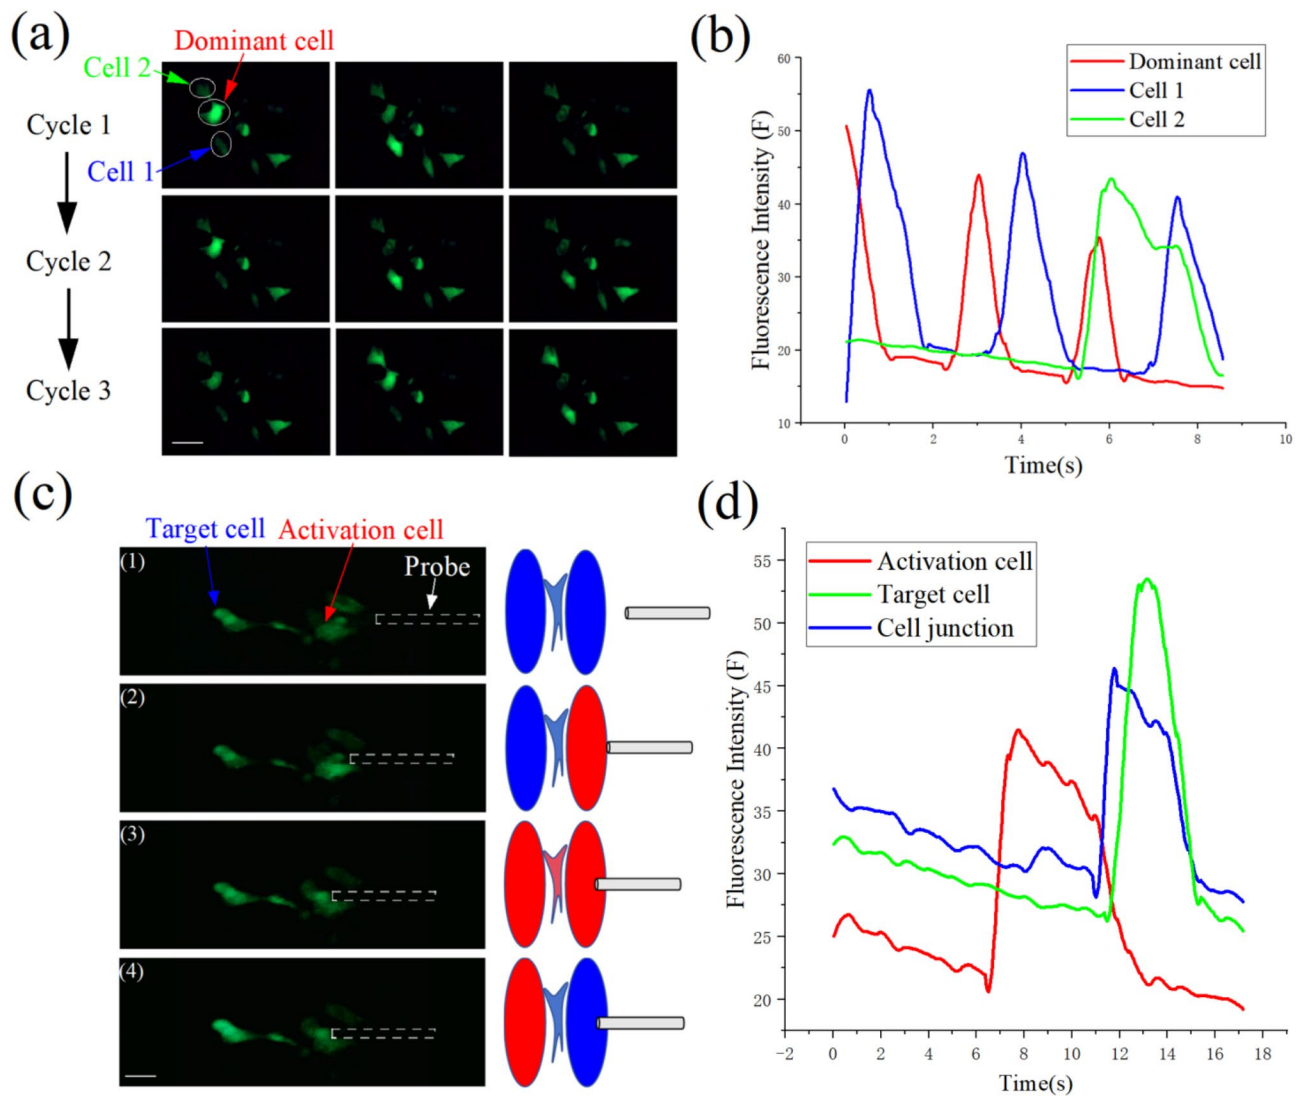 (a)
Dominant cell
Cell 2
Cycle 1
Cell 1
Cycle 2
Cycle 3
(b)
Dominant cell
Cell 1
Cell 2
Fluorescence Intensity (F)
60
50
40
30
20
10
0
2
4
6
8
10
Time(s)
(c)
Target cell
Activation cell
Probe
(1)
(2)
(3)
(4)
(d)
Activation cell
Target cell
Cell junction
Fluorescence Intensity (F)
55
50
45
40
35
30
25
20
-2
0
2
4
6
8
10
12
14
16
18
Time(s)